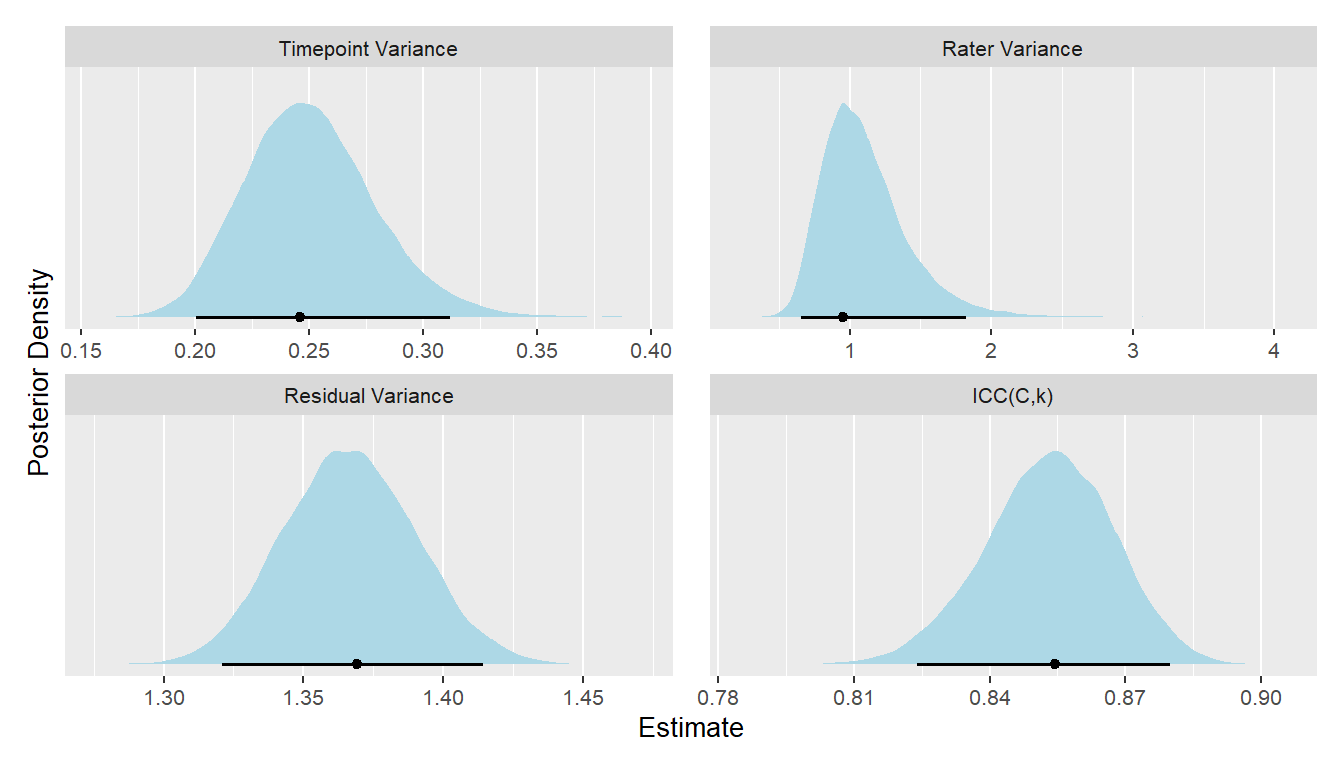 Timepoint Variance
Rater Variance
0.15 0.20 0.25 0.30 0.35 0.40
1 2 3 4
Residual Variance
ICC(C,k)
1.30 1.35 1.40 1.45
0.78 0.81 0.84 0.87 0.90
Posterior Density
Estimate